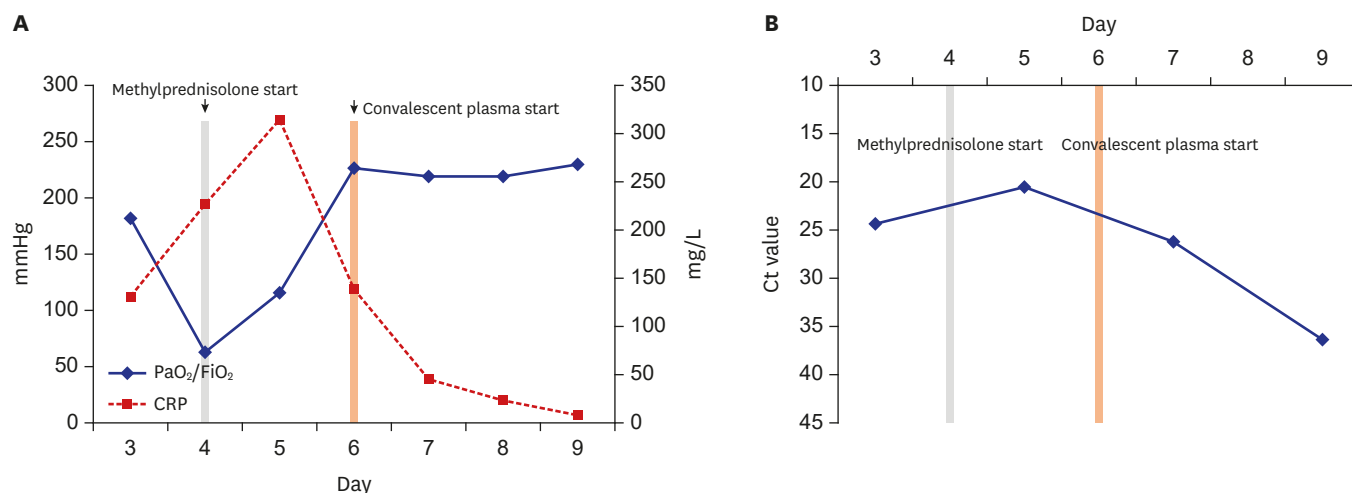 A
Methylprednisolone start
Convalescent plasma start
300
250
200
150
100
50
0
mmHg
350
300
250
200
150
100
50
0
mg/L
PaO₂/FiO₂
CRP
3 4 5 6 7 8 9
Day
B
Day
3 4 5 6 7 8 9
10
15
20
25
30
35
40
45
Ct value
Methylprednisolone start
Convalescent plasma start